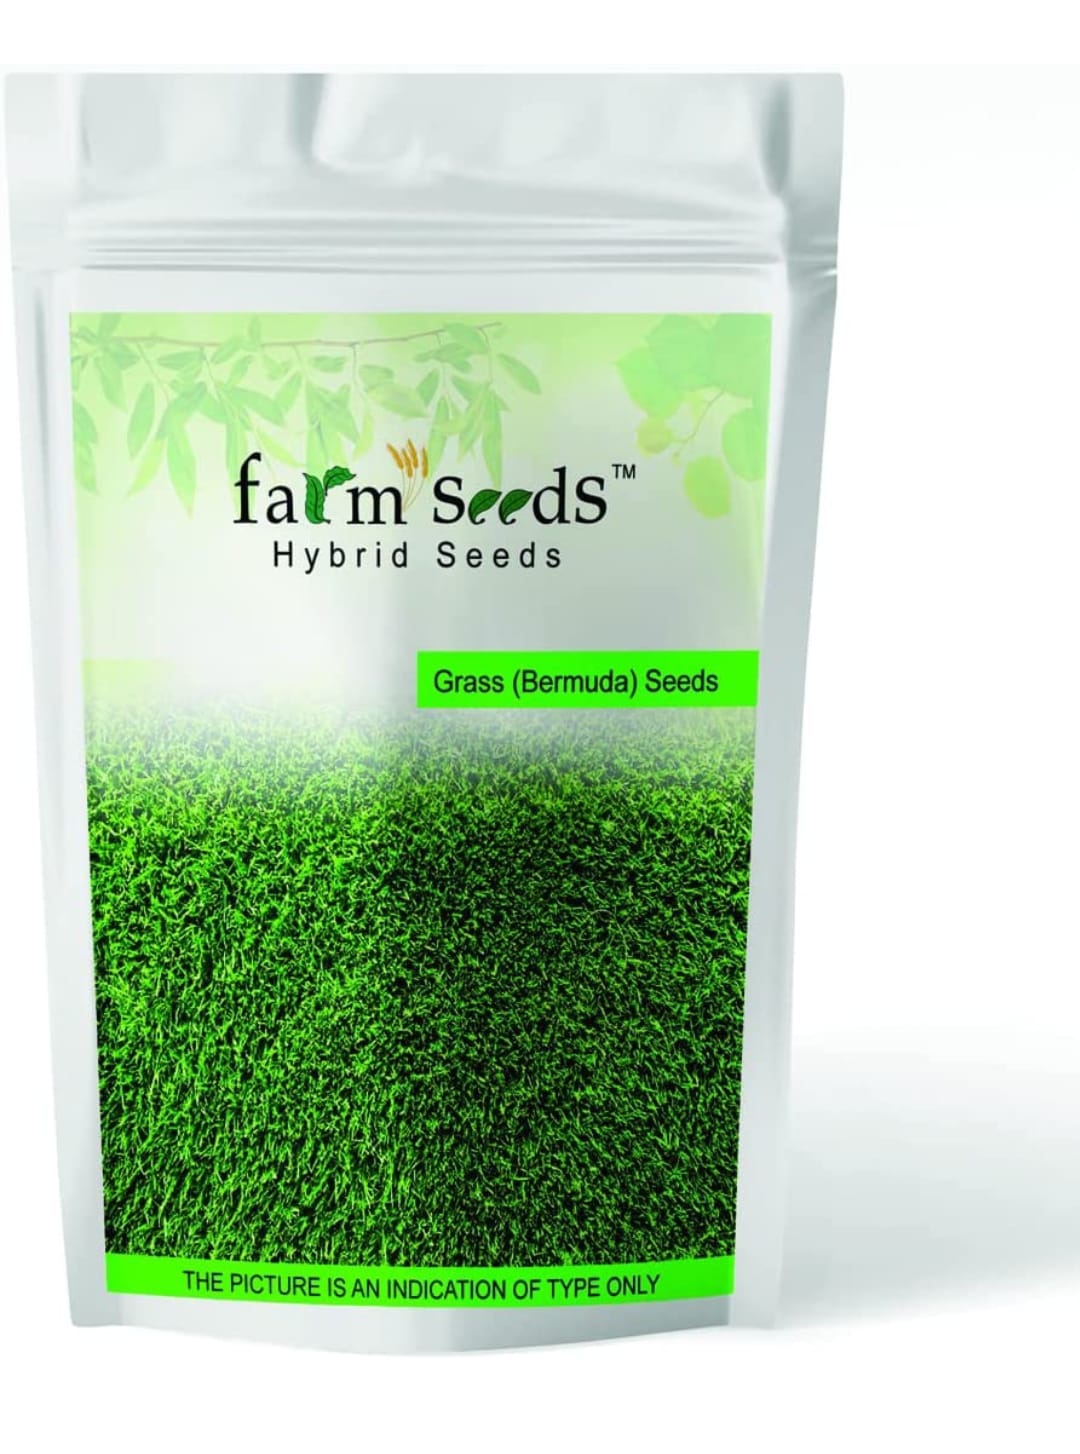 farm seeds™
Hybrid Seeds
Grass (Bermuda) Seeds
THE PICTURE IS AN INDICATION OF TYPE ONLY